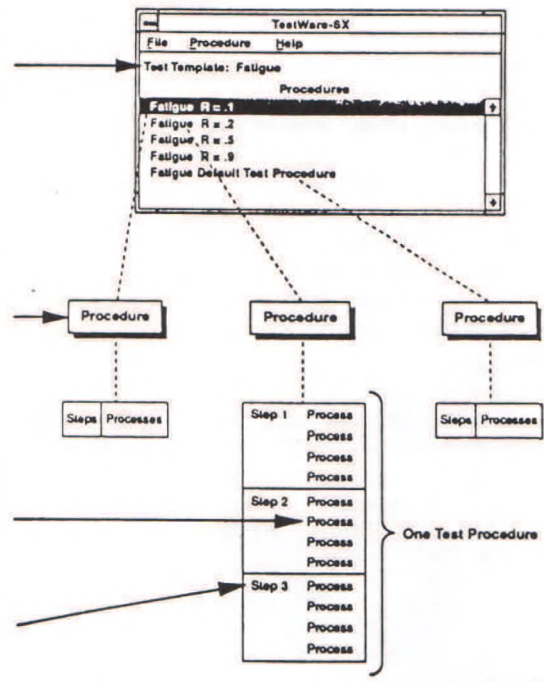 TestWare-SX
File Procedure Help
Test Template: Fatigue
Procedures
Fatigue R = .1
Fatigue R = .2
Fatigue R = .5
Fatigue R = .9
Fatigue Default Test Procedure
Procedure Procedure Procedure
Steps Processes
Step 1 Process
Process
Process
Process
Step 2 Process
Process
Process
Process
Step 3 Process
Process
Process
Process
Steps Processes
One Test Procedure